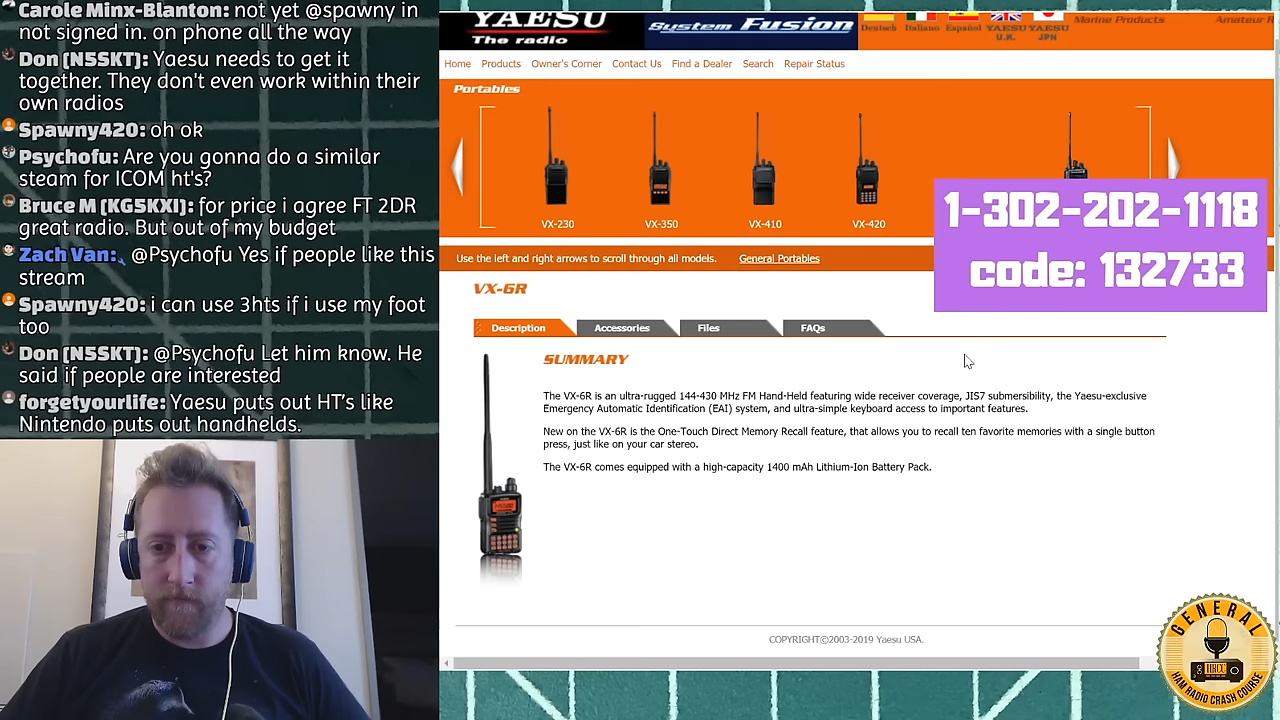 Carole Minx-Blandin: not yet @spawny in
not signed in. one hour til the word
Don (N5SKT): Yaesu needs to get it
together. They don't even work within their
own radios
Spawny420: oh ok
Psychofu: Are you gonna do a similar
steam for ICOM Ht's?
Bruce M for price i agree FT 2DR
great radio. But out of my budget
Zach Van: @Psychofu Yes if people like this
stream
Spawny420: i can use 3hts if i use my foot
too
Don (N5SKT): @Psychofu Let him know. He
said if people are interested
forgetyourlife: Yaesu puts out HT's like
Nintendo puts out handhelds.
YAESU
The radio
System Fusion
Deutsch Italiano Español YAESU U.K. YAESU JPN
Marine Products
Amateur R
Home Products Owner's Corner Contact Us Find a Dealer Search Repair Status
Portables
VX-230 VX-350 VX-410 VX-420
1-302-202-1118
code: 132733
Use the left and right arrows to scroll through all models. General Portables
VX-6R
Description Accessories Files FAQs
SUMMARY
The VX-6R is an ultra-rugged 144-430 MHz FM Hand-Held featuring wide receiver coverage, JIS7 submersibility, the Yaesu-exclusive
Emergency Automatic Identification (EAI) system, and ultra-simple keyboard access to important features.
New on the VX-6R is the One-Touch Direct Memory Recall feature, that allows you to recall ten favorite memories with a single button
press, just like on your car stereo.
The VX-6R comes equipped with a high-capacity 1400 mAh Lithium-Ion Battery Pack.
COPYRIGHT©2003-2019 Yaesu USA.
GENERAL
HRCC
HAM RADIO CRASH COURSE